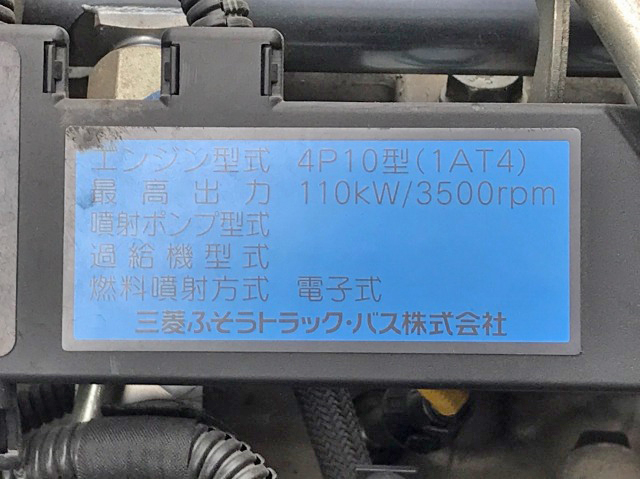 エンジン型式 4P10型(1AT4)
最高出力 110kW/3500rpm
噴射ポンプ型式
過給機型式
燃料噴射方式 電子式
三菱ふそうトラック・バス株式会社